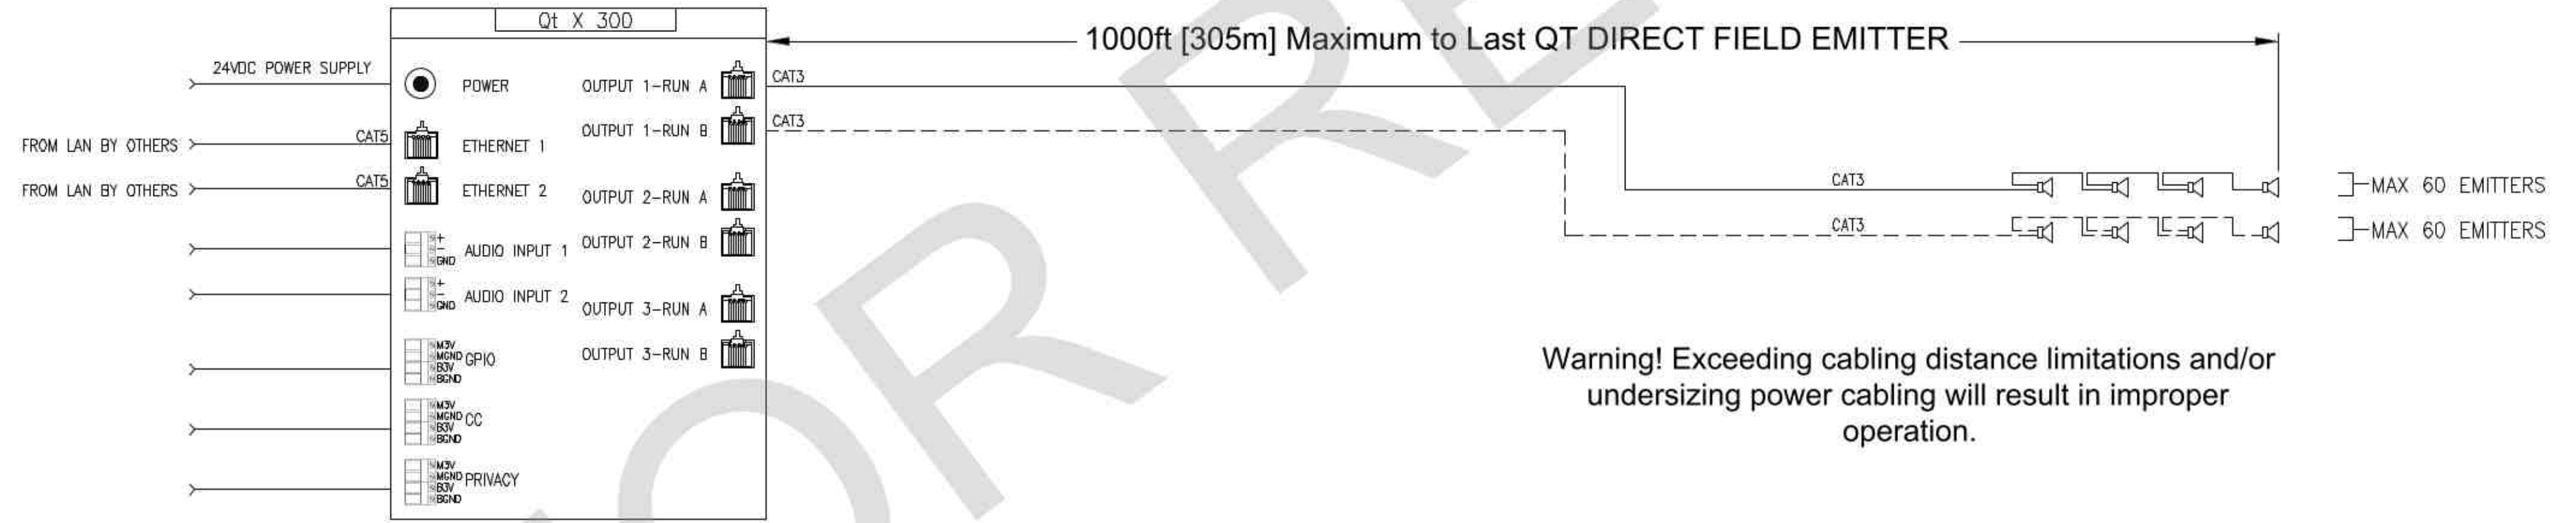 Qt X 300
1000ft [305m] Maximum to Last QT DIRECT FIELD EMITTER
24VDC POWER SUPPLY
POWER
OUTPUT 1-RUN A
CAT3
FROM LAN BY OTHERS
CAT5
ETHERNET 1
OUTPUT 1-RUN B
CAT3
FROM LAN BY OTHERS
CAT5
ETHERNET 2
OUTPUT 2-RUN A
CAT3
MAX 60 EMITTERS
+
-
GND
AUDIO INPUT 1
OUTPUT 2-RUN B
CAT3
MAX 60 EMITTERS
+
-
GND
AUDIO INPUT 2
OUTPUT 3-RUN A
M3V
MGND
B3V
BGND
GPIO
OUTPUT 3-RUN B
Warning! Exceeding cabling distance limitations and/or
undersizing power cabling will result in improper
operation.
M3V
MGND
B3V
BGND
CC
M3V
MGND
B3V
BGND
PRIVACY
OR RE